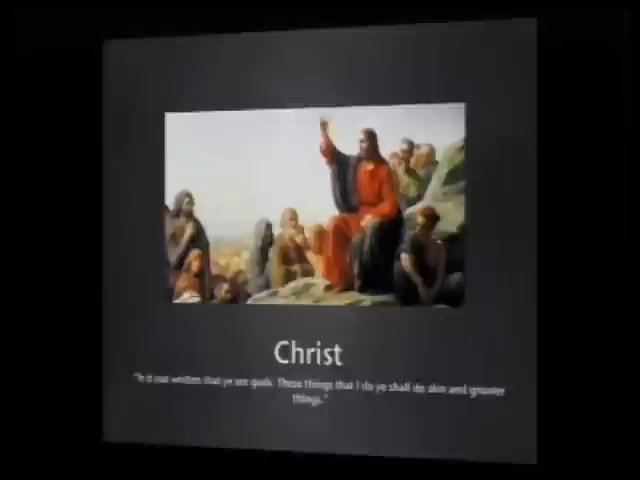 Christ
"Is it not written that ye are gods. These things that I do ye shall do also and greater
things."